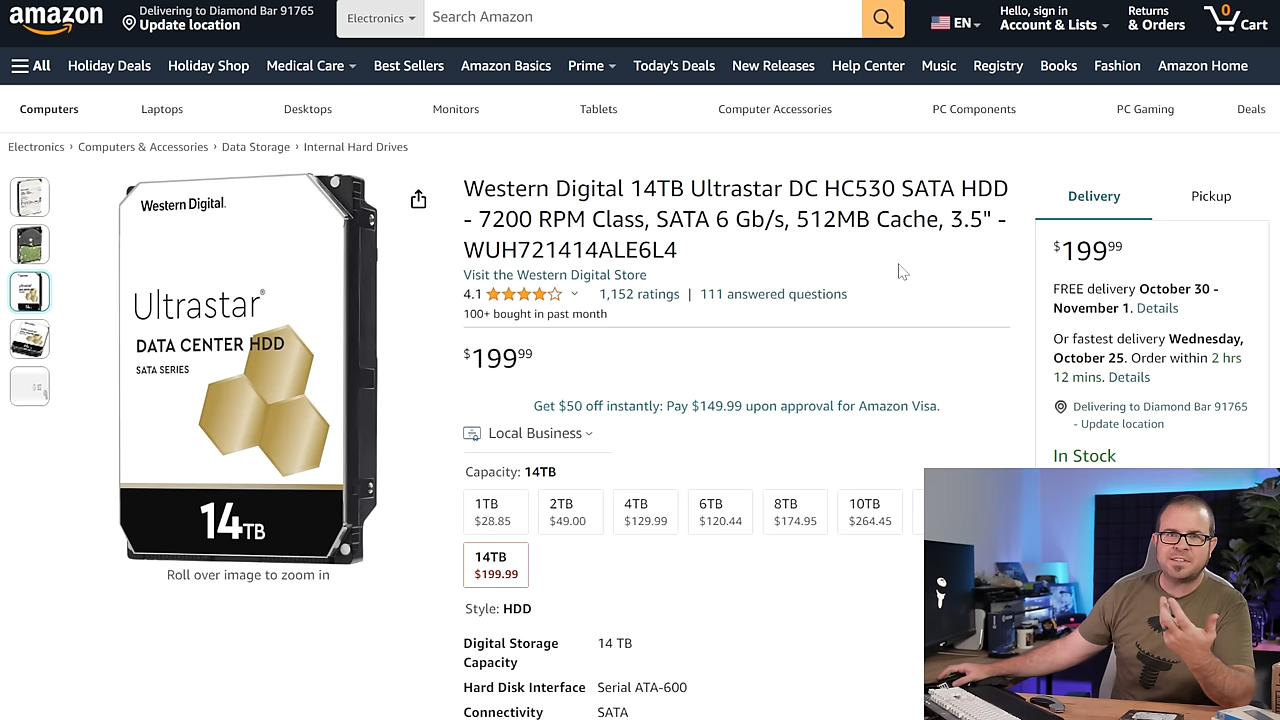 amazon
Delivering to Diamond Bar 91765
Update location
Electronics
Search Amazon
EN
Hello, sign in
Account & Lists
Returns
& Orders
0
Cart
All
Holiday Deals
Holiday Shop
Medical Care
Best Sellers
Amazon Basics
Prime
Today's Deals
New Releases
Help Center
Music
Registry
Books
Fashion
Amazon Home
Computers
Laptops
Desktops
Monitors
Tablets
Computer Accessories
PC Components
PC Gaming
Deals
Electronics › Computers & Accessories › Data Storage › Internal Hard Drives
Western Digital.
Ultrastar®
DATA CENTER HDD
SATA SERIES
14TB
Roll over image to zoom in
Western Digital 14TB Ultrastar DC HC530 SATA HDD
- 7200 RPM Class, SATA 6 Gb/s, 512MB Cache, 3.5" -
WUH721414ALE6L4
Visit the Western Digital Store
4.1
1,152 ratings | 111 answered questions
100+ bought in past month
$19999
Get $50 off instantly: Pay $149.99 upon approval for Amazon Visa.
Local Business
Capacity: 14TB
1TB
$28.85
2TB
$49.00
4TB
$129.99
6TB
$120.44
8TB
$174.95
10TB
$264.45
14TB
$199.99
Style: HDD
Digital Storage
Capacity
14 TB
Hard Disk Interface
Serial ATA-600
Connectivity
SATA
Delivery
Pickup
$19999
FREE delivery October 30 -
November 1. Details
Or fastest delivery Wednesday,
October 25. Order within 2 hrs
12 mins. Details
Delivering to Diamond Bar 91765
- Update location
In Stock